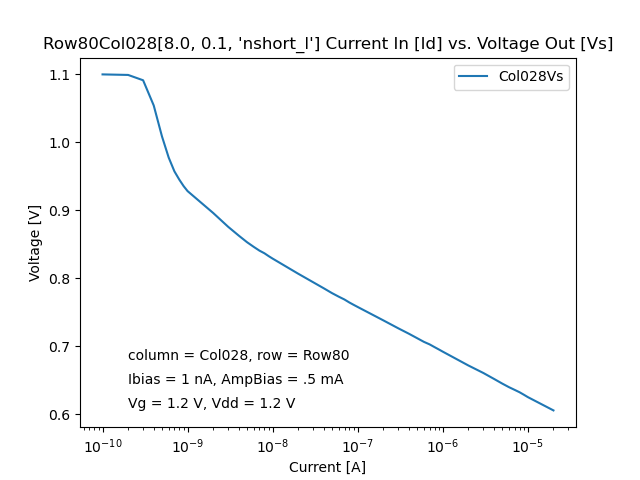 Row80Col028[8.0, 0.1, 'nshort_l'] Current In [Id] vs. Voltage Out [Vs]
Col028Vs
1.1
1.0
0.9
0.8
0.7
0.6
Voltage [V]
column = Col028, row = Row80
Ibias = 1 nA, AmpBias = .5 mA
Vg = 1.2 V, Vdd = 1.2 V
10⁻¹⁰ 10⁻⁹ 10⁻⁸ 10⁻⁷ 10⁻⁶ 10⁻⁵
Current [A]